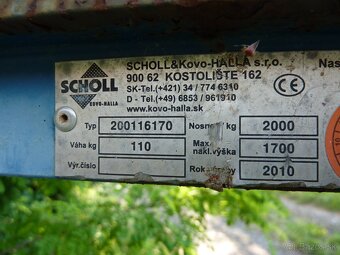 SCHOLL
KOVO-HALLA
SCHOLL&Kovo-HALLA s.r.o.
900 62 KOSTOLIŠTE 162
SK-Tel.(+421) 34 / 774 6310
D - Tel.(+49) 6853 / 961910
www.kovo-halla.sk
CE
Nas
Typ 200116170
Nosnosť kg 2000
Váha kg 110
Max. nakl.výška 1700
Výr.číslo
Rok výroby 2010